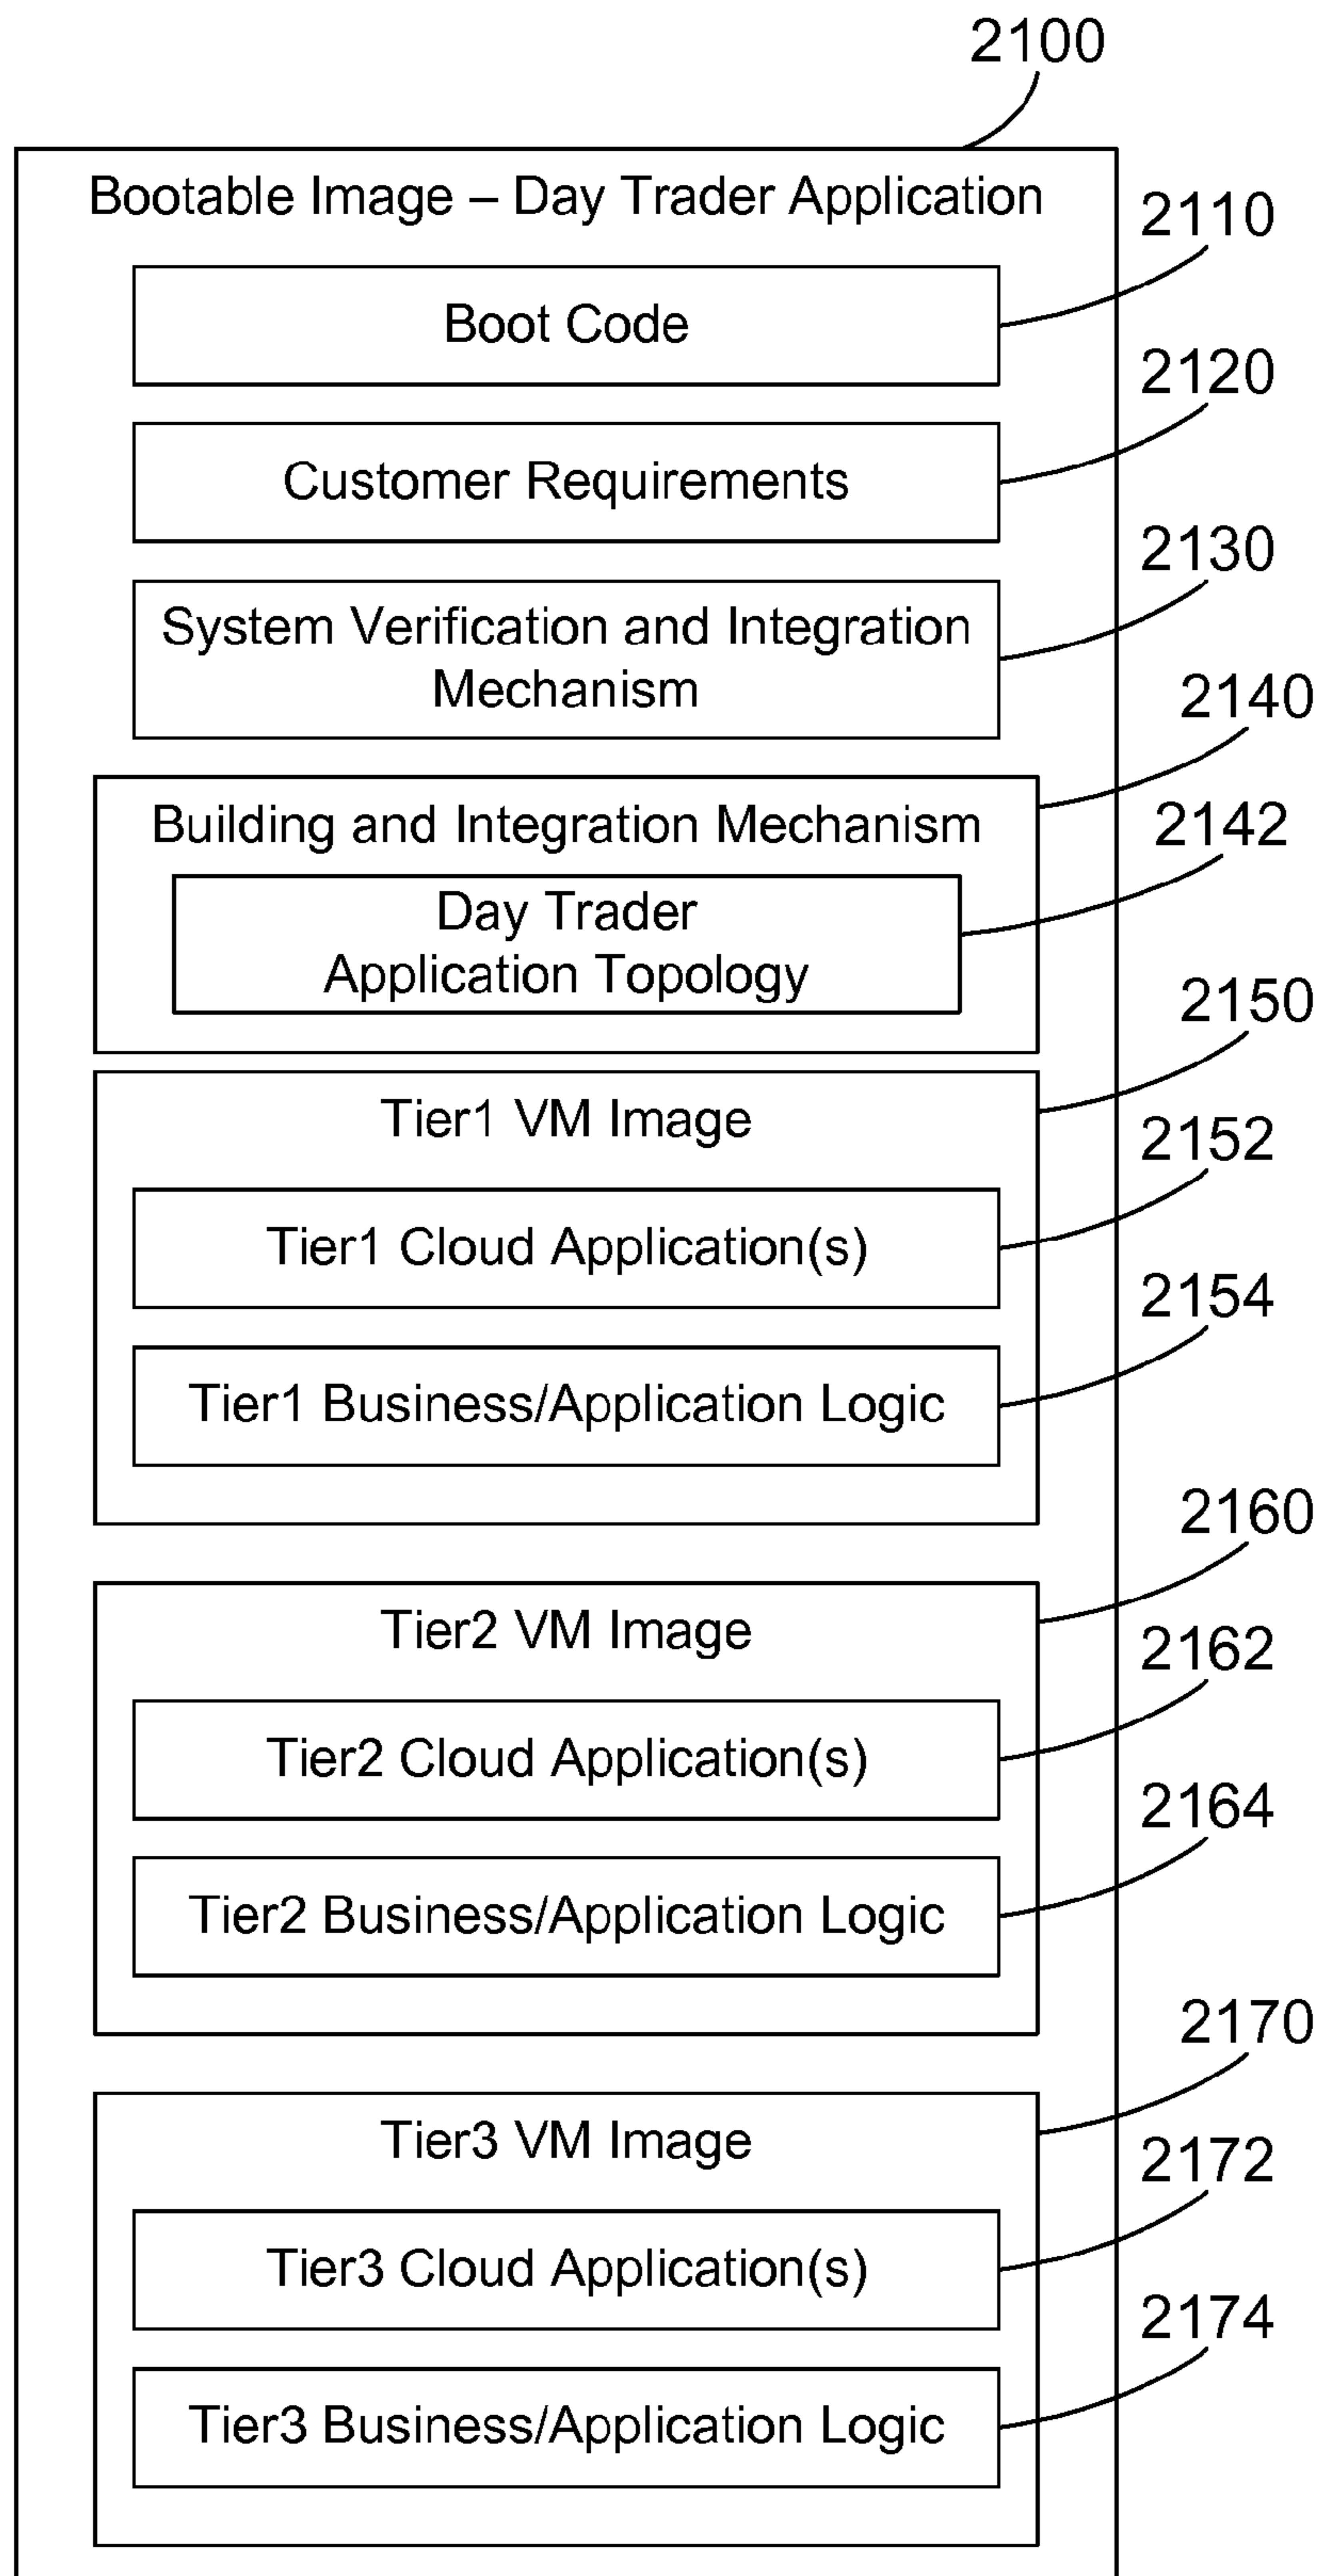 2100
Bootable Image – Day Trader Application
2110
Boot Code
2120
Customer Requirements
2130
System Verification and Integration
Mechanism
2140
Building and Integration Mechanism
2142
Day Trader
Application Topology
2150
Tier1 VM Image
2152
Tier1 Cloud Application(s)
2154
Tier1 Business/Application Logic
2160
Tier2 VM Image
2162
Tier2 Cloud Application(s)
2164
Tier2 Business/Application Logic
2170
Tier3 VM Image
2172
Tier3 Cloud Application(s)
2174
Tier3 Business/Application Logic